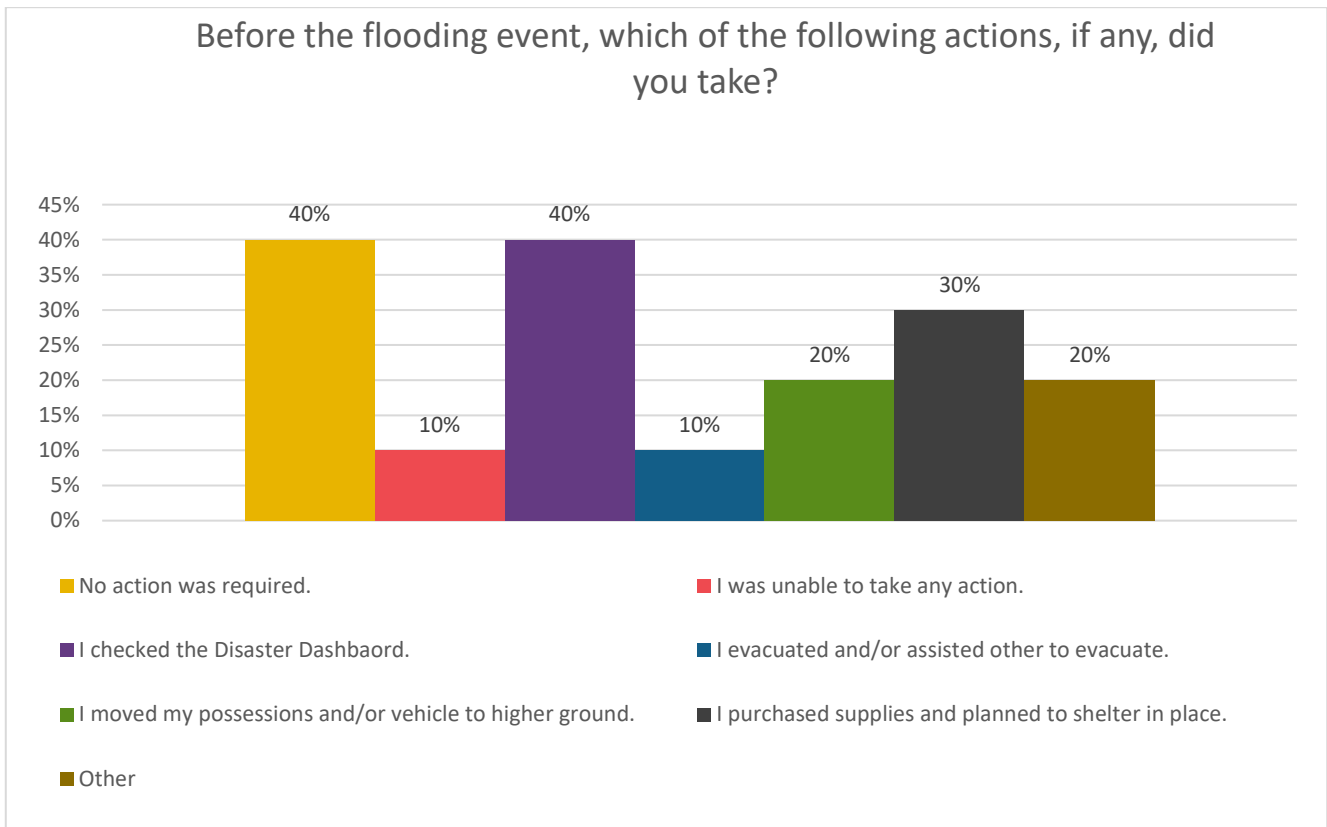 Before the flooding event, which of the following actions, if any, did
you take?
45%
40%
35%
30%
25%
20%
15%
10%
5%
0%
40%
10%
40%
10%
20%
30%
20%
No action was required.
I was unable to take any action.
I checked the Disaster Dashbaord.
I evacuated and/or assisted other to evacuate.
I moved my possessions and/or vehicle to higher ground.
I purchased supplies and planned to shelter in place.
Other